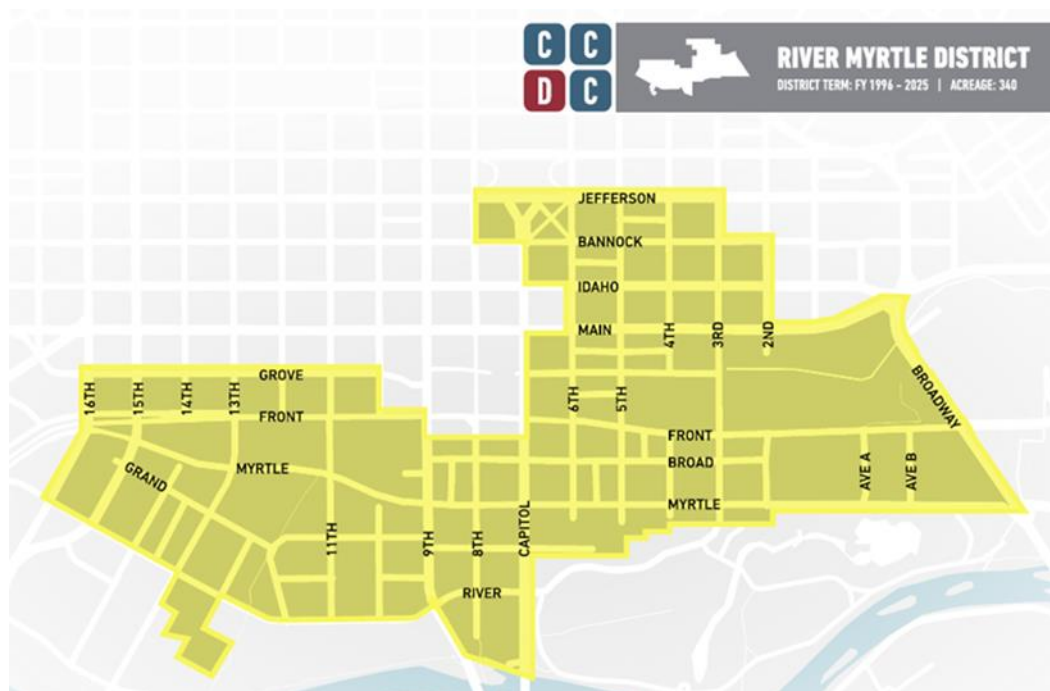 CC
DC
RIVER MYRTLE DISTRICT
DISTRICT TERM: FY 1996 - 2025 | ACREAGE: 340
JEFFERSON
BANNOCK
IDAHO
MAIN
4TH
3RD
2ND
GROVE
16TH
15TH
14TH
13TH
6TH
5TH
BROADWAY
FRONT
FRONT
BROAD
MYRTLE
GRAND
AVE A
AVE B
MYRTLE
11TH
9TH
8TH
CAPITOL
RIVER